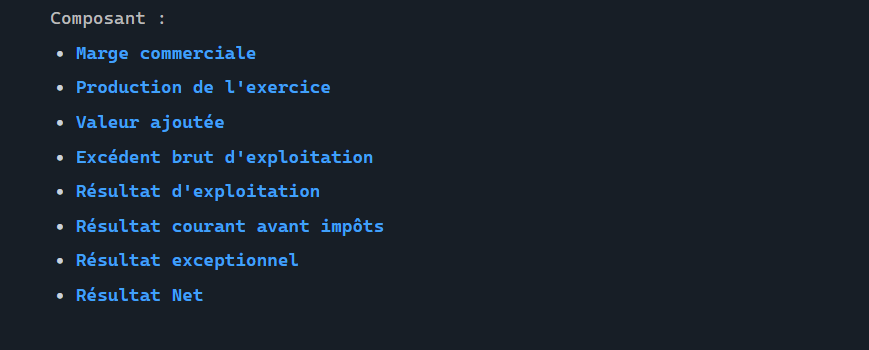 Composant :
• Marge commerciale
• Production de l'exercice
• Valeur ajoutée
• Excédent brut d'exploitation
• Résultat d'exploitation
• Résultat courant avant impôts
• Résultat exceptionnel
• Résultat Net